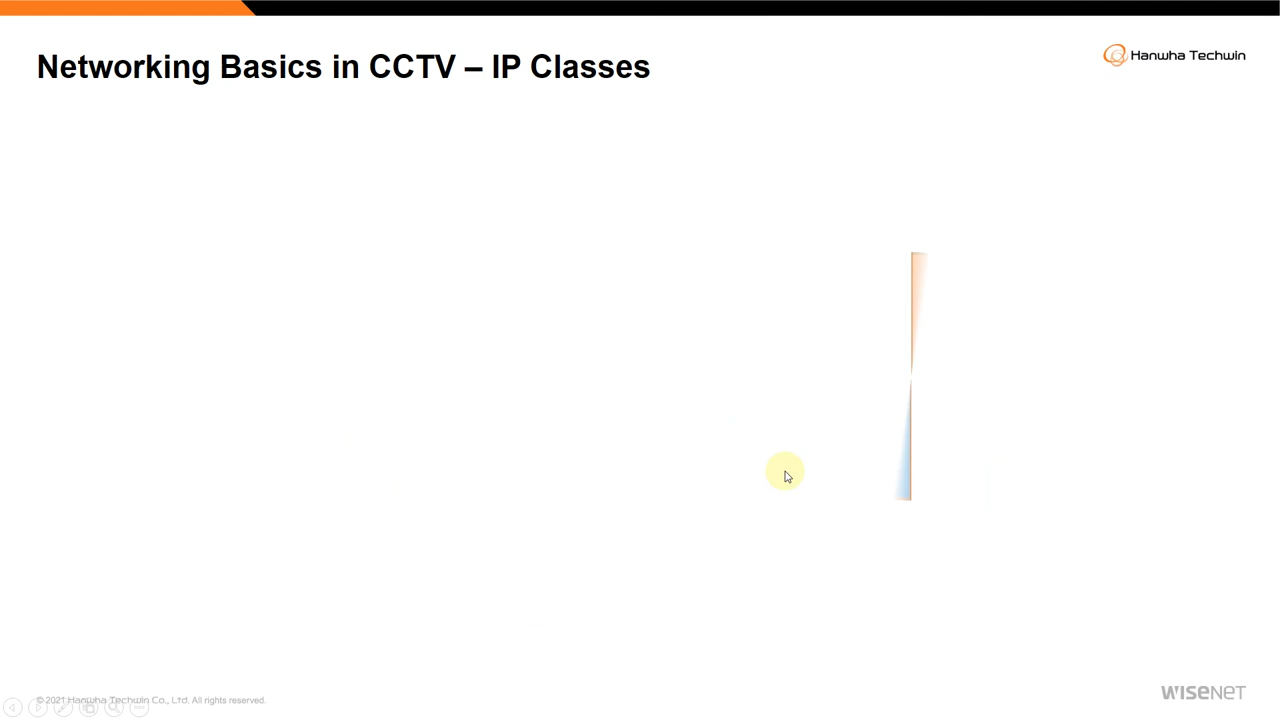 Networking Basics in CCTV – IP Classes
Hanwha Techwin
© 2021 Hanwha Techwin Co., Ltd. All rights reserved.
WISENET